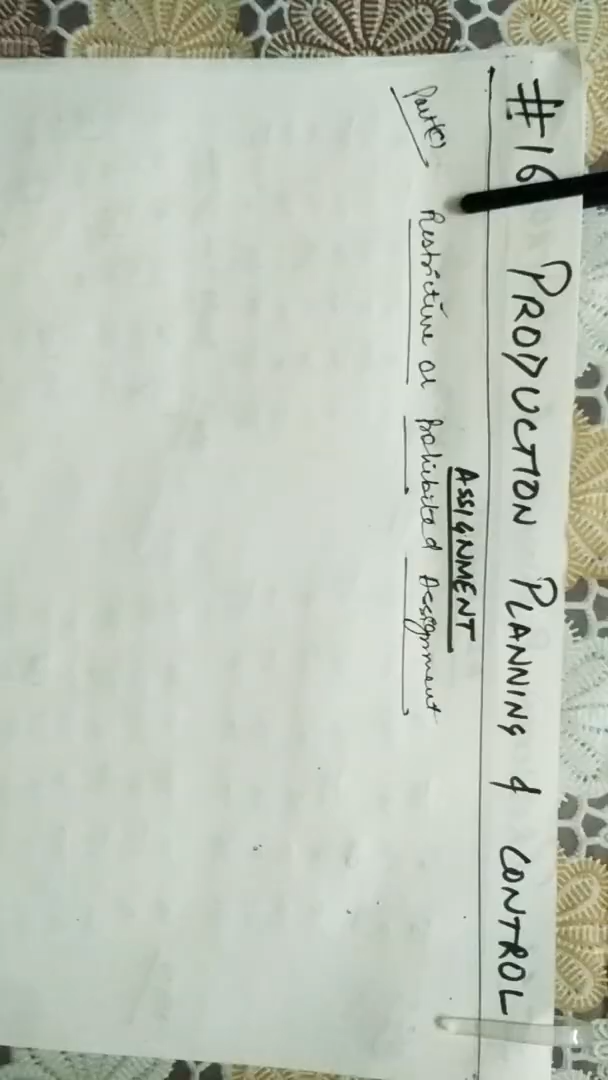 #16 PRODUCTION PLANNING & CONTROL
ASSIGNMENT
Part(C) Restrictive or Prohibited Assignment